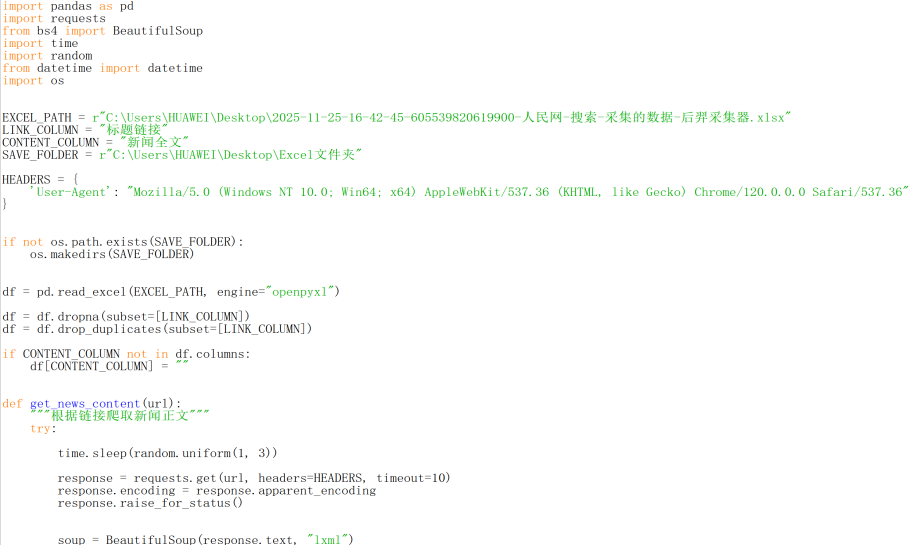 import pandas as pd
import requests
from bs4 import BeautifulSoup
import time
import random
from datetime import datetime
import os
EXCEL_PATH = r"C:\Users\HUAWEI\Desktop\2025-11-25-16-42-45-605539820619900-人民网-搜索-采集的数据-后羿采集器.xlsx"
LINK_COLUMN = "标题链接"
CONTENT_COLUMN = "新闻全文"
SAVE_FOLDER = r"C:\Users\HUAWEI\Desktop\Excel文件夹"
HEADERS = {
    'User-Agent': "Mozilla/5.0 (Windows NT 10.0; Win64; x64) AppleWebKit/537.36 (KHTML, like Gecko) Chrome/120.0.0.0 Safari/537.36"
}
if not os.path.exists(SAVE_FOLDER):
    os.makedirs(SAVE_FOLDER)
df = pd.read_excel(EXCEL_PATH, engine="openpyxl")
df = df.dropna(subset=[LINK_COLUMN])
df = df.drop_duplicates(subset=[LINK_COLUMN])
if CONTENT_COLUMN not in df.columns:
    df[CONTENT_COLUMN] = ""
def get_news_content(url):
    """根据链接爬取新闻正文"""
    try:
        time.sleep(random.uniform(1, 3))
        response = requests.get(url, headers=HEADERS, timeout=10)
        response.encoding = response.apparent_encoding
        response.raise_for_status()
        soup = BeautifulSoup(response.text, "lxml")